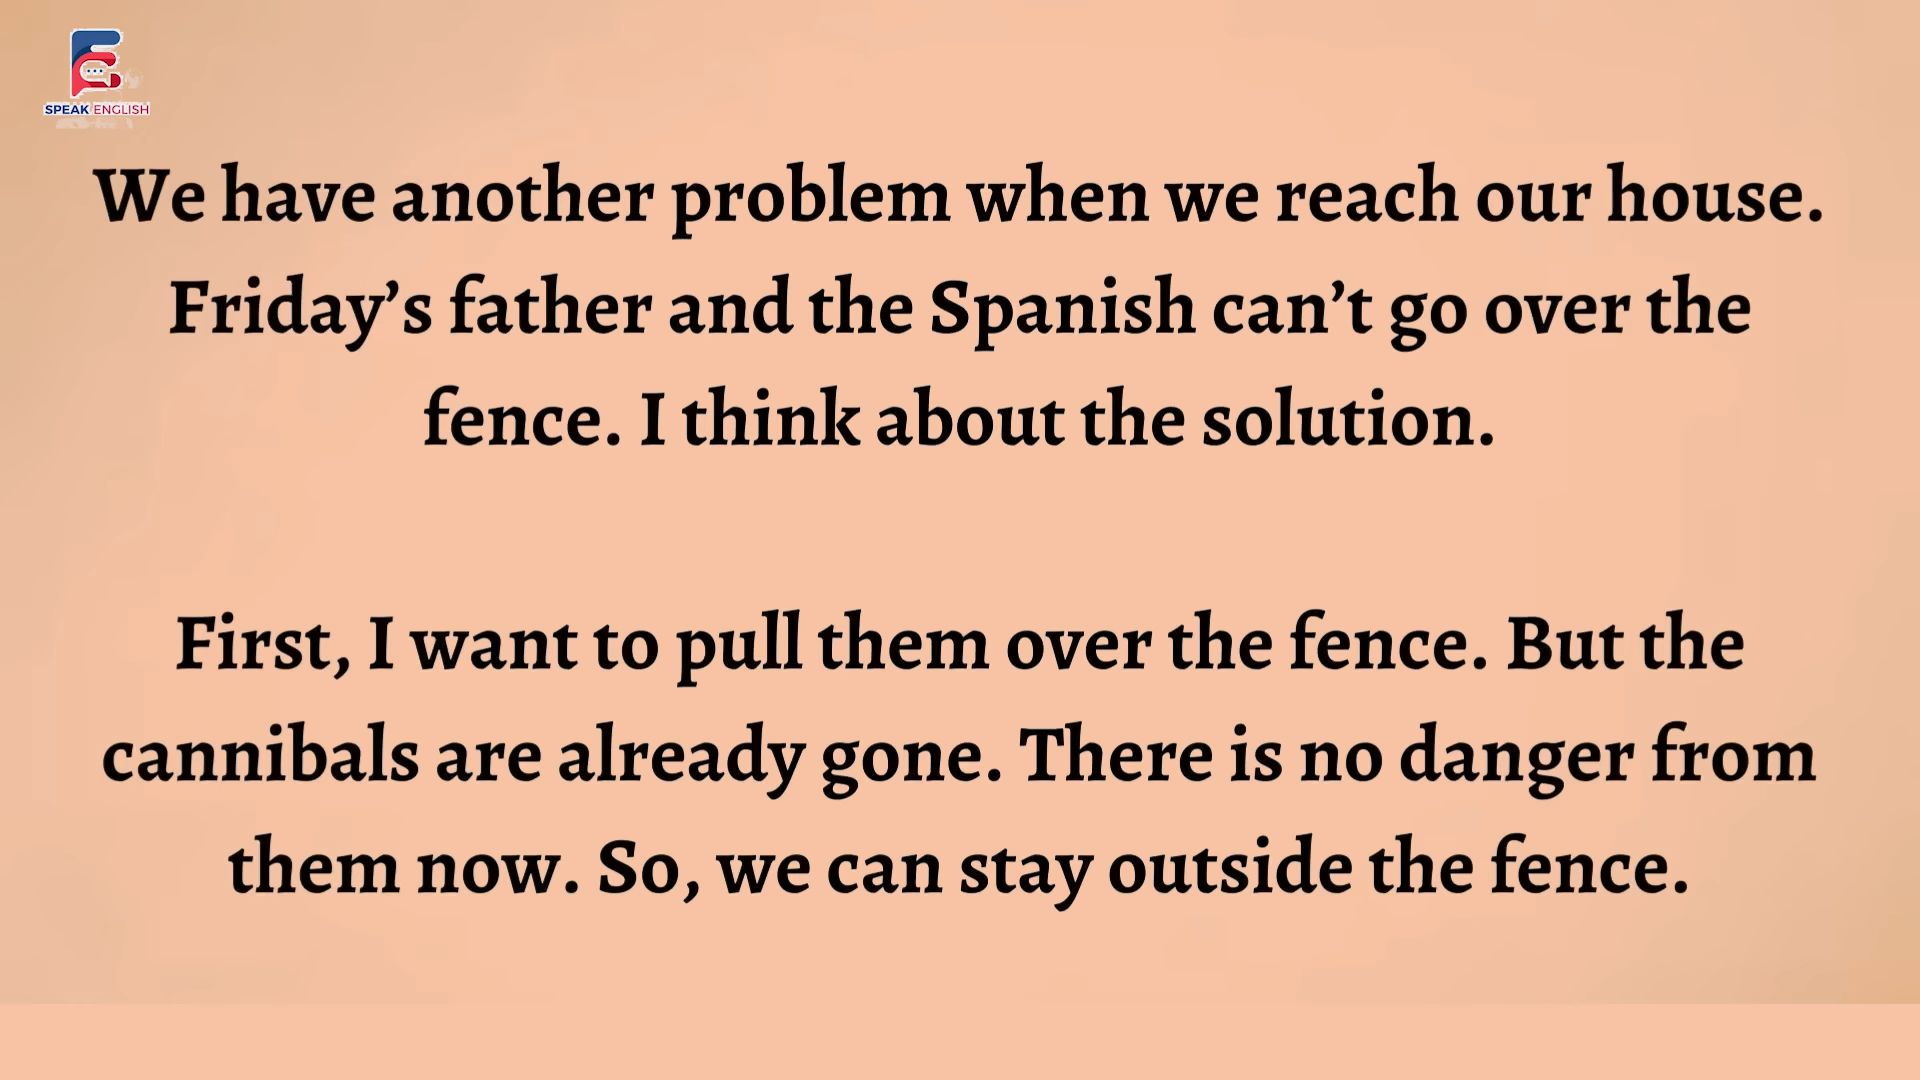 SPEAK ENGLISH
We have another problem when we reach our house.
Friday’s father and the Spanish can’t go over the
fence. I think about the solution.
First, I want to pull them over the fence. But the
cannibals are already gone. There is no danger from
them now. So, we can stay outside the fence.